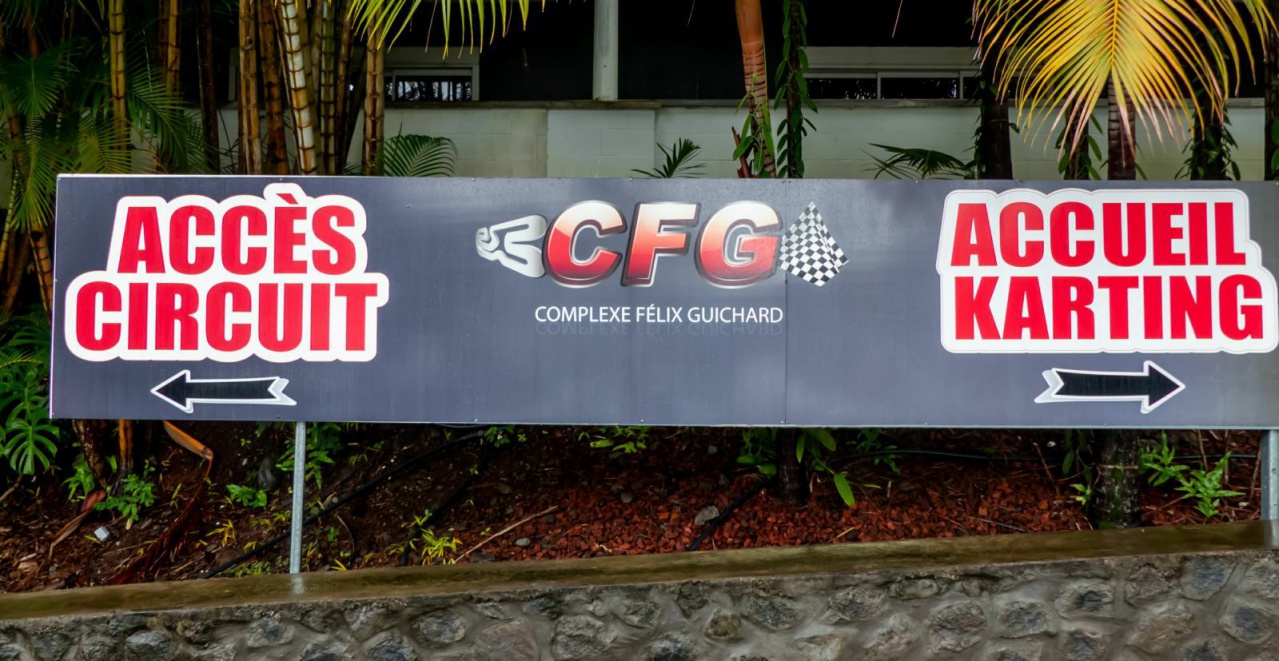 ACCÈS
CIRCUIT
CFG
COMPLEXE FÉLIX GUICHARD
ACCUEIL
KARTING